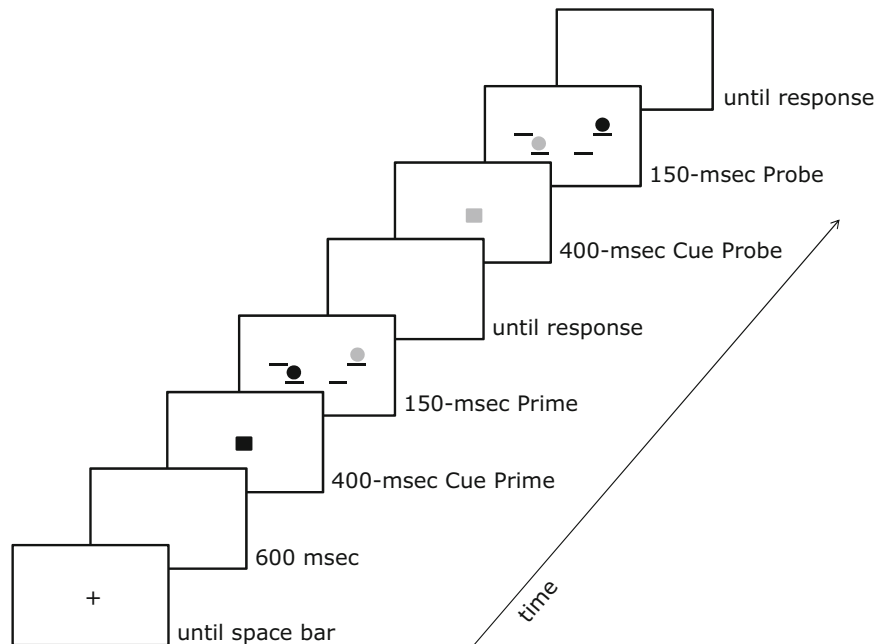 until response
150-msec Probe
400-msec Cue Probe
until response
150-msec Prime
400-msec Cue Prime
600 msec
time
+
until space bar